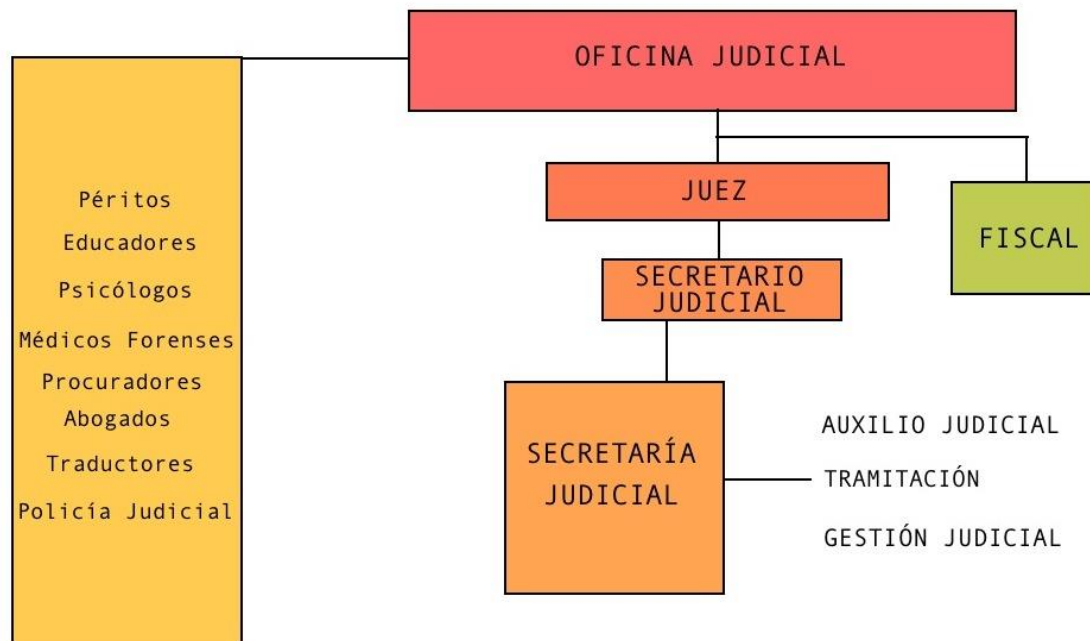 OFICINA JUDICIAL
JUEZ
FISCAL
SECRETARIO
JUDICIAL
SECRETARÍA
JUDICIAL
AUXILIO JUDICIAL
TRAMITACIÓN
GESTIÓN JUDICIAL
Péritos
Educadores
Psicólogos
Médicos Forenses
Procuradores
Abogados
Traductores
Policía Judicial